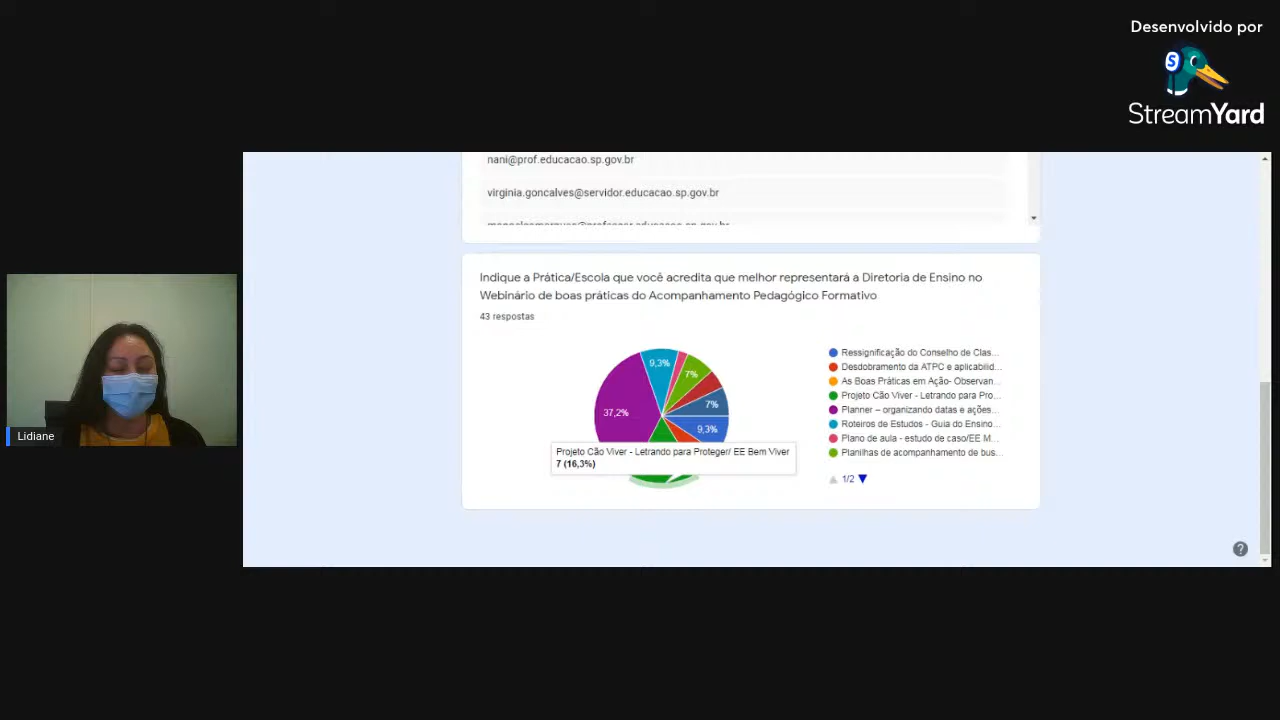 Desenvolvido por
StreamYard
nani@prof.educacao.sp.gov.br
virginia.goncalves@servidor.educacao.sp.gov.br
Indique a Prática/Escola que você acredita que melhor representará a Diretoria de Ensino no
Webinário de boas práticas do Acompanhamento Pedagógico Formativo
43 respostas
9,3%
7%
37,2%
7%
9,3%
Projeto Cão Viver - Letrando para Proteger/ EE Bem Viver
7 (16,3%)
Ressignificação do Conselho de Clas...
Desdobramento da ATPC e aplicabilid...
As Boas Práticas em Ação- Observan...
Projeto Cão Viver - Letrando para Pro...
Planner – organizando datas e ações...
Roteiros de Estudos - Guia do Ensino...
Plano de aula - estudo de caso/EE M...
Planilhas de acompanhamento de bus...
1/2
Lidiane